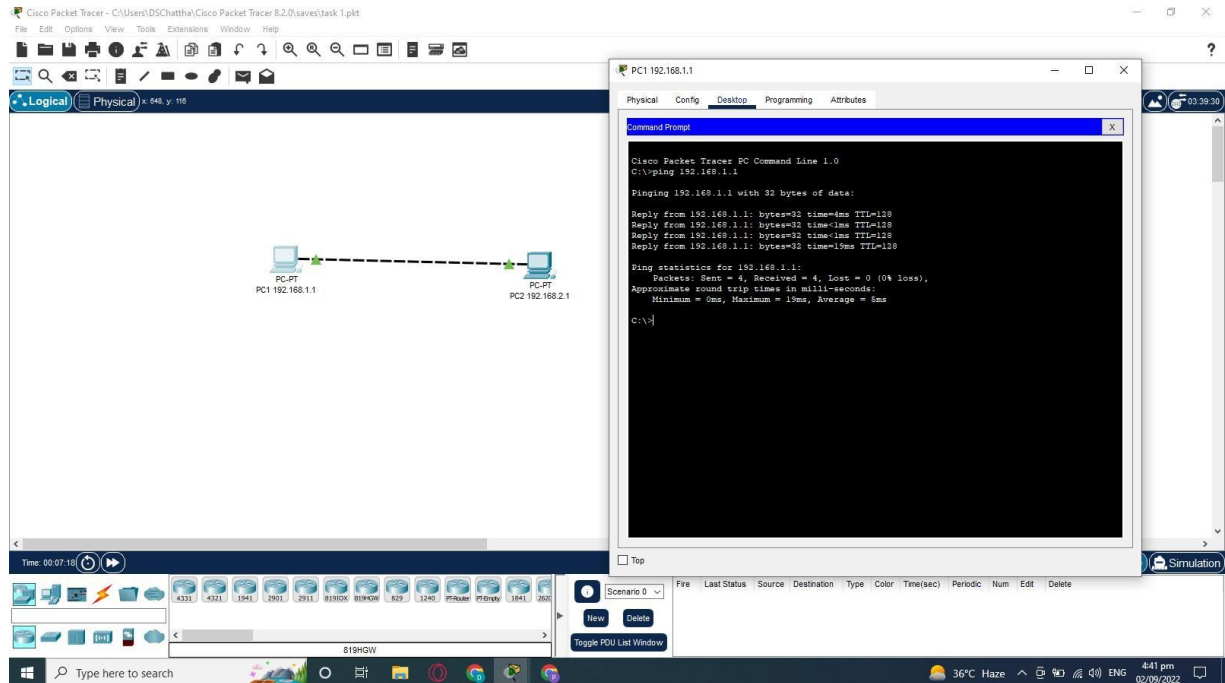 Cisco Packet Tracer - C:\Users\DSChattha\Cisco Packet Tracer 8.2.0\saves\task 1.pkt
File Edit Options View Tools Extensions Window Help
?
Logical Physical x: 648, y: 116
03:39:30
PC-PT
PC1 192.168.1.1
PC-PT
PC2 192.168.2.1
PC1 192.168.1.1
Physical Config Desktop Programming Attributes
Command Prompt X
Cisco Packet Tracer PC Command Line 1.0
C:\>ping 192.168.1.1
Pinging 192.168.1.1 with 32 bytes of data:
Reply from 192.168.1.1: bytes=32 time=4ms TTL=128
Reply from 192.168.1.1: bytes=32 time<1ms TTL=128
Reply from 192.168.1.1: bytes=32 time<1ms TTL=128
Reply from 192.168.1.1: bytes=32 time=19ms TTL=128
Ping statistics for 192.168.1.1:
Packets: Sent = 4, Received = 4, Lost = 0 (0% loss),
Approximate round trip times in milli-seconds:
Minimum = 0ms, Maximum = 19ms, Average = 5ms
C:\>
Top
Time: 00:07:18
Simulation
4331 4321 1941 2901 2911 819IOX 819HGW 829 1240 PT-Router PT-Empty 1841
819HGW
Scenario 0
New Delete
Toggle PDU List Window
Fire Last Status Source Destination Type Color Time(sec) Periodic Num Edit Delete
Type here to search
36°C Haze ENG
4:41 pm
02/09/2022